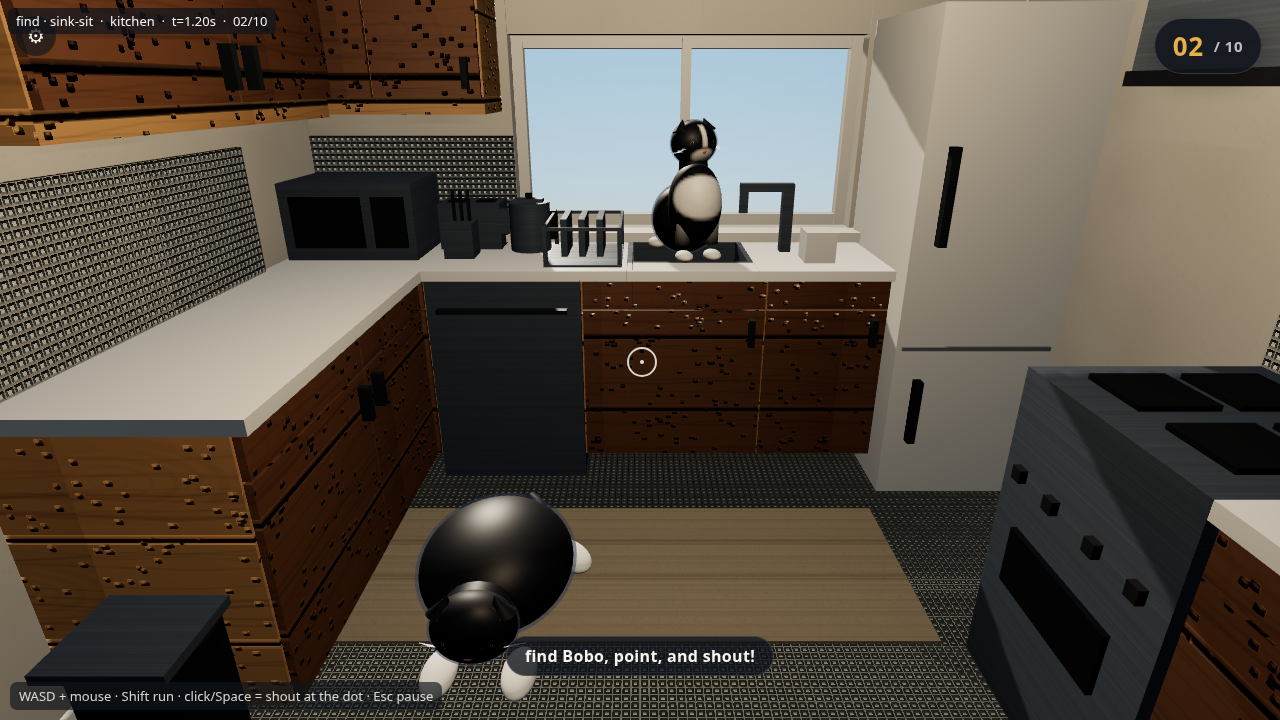 find · sink-sit · kitchen · t=1.20s · 02/10
02 / 10
find Bobo, point, and shout!
WASD + mouse · Shift run · click/Space = shout at the dot · Esc pause